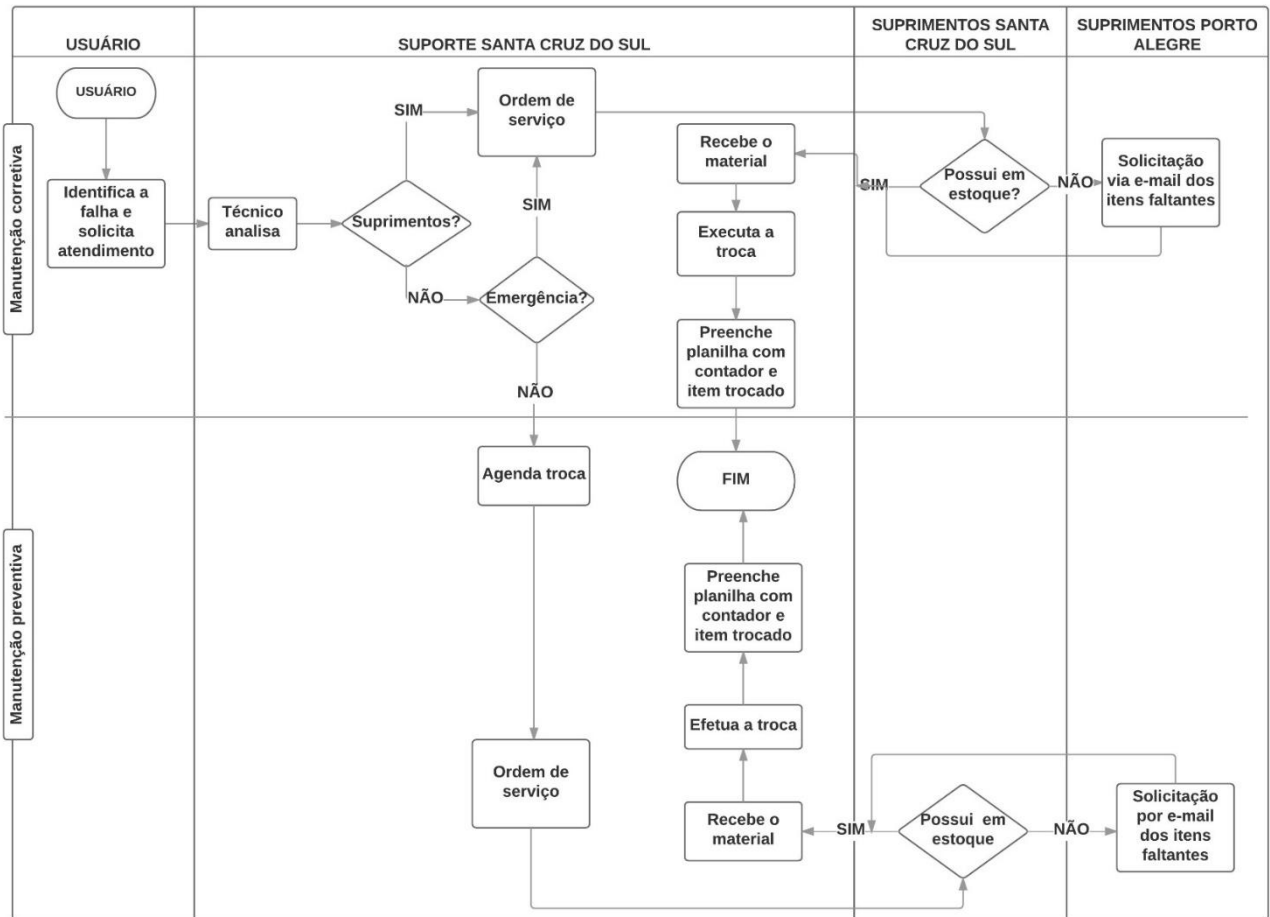 USUÁRIO
SUPORTE SANTA CRUZ DO SUL
SUPRIMENTOS SANTA
CRUZ DO SUL
SUPRIMENTOS PORTO
ALEGRE
Manutenção corretiva
USUÁRIO
Identifica a
falha e
solicita
atendimento
Técnico
analisa
Suprimentos?
SIM
NÃO
Ordem de
serviço
SIM
Emergência?
NÃO
Recebe o
material
Executa a
troca
Preenche
planilha com
contador e
item trocado
SIM
Possui em
estoque?
NÃO
Solicitação
via e-mail dos
itens faltantes
Manutenção preventiva
Agenda troca
Ordem de
serviço
FIM
Preenche
planilha com
contador e
item trocado
Efetua a troca
Recebe o
material
SIM
Possui em
estoque
NÃO
Solicitação
por e-mail
dos itens
faltantes